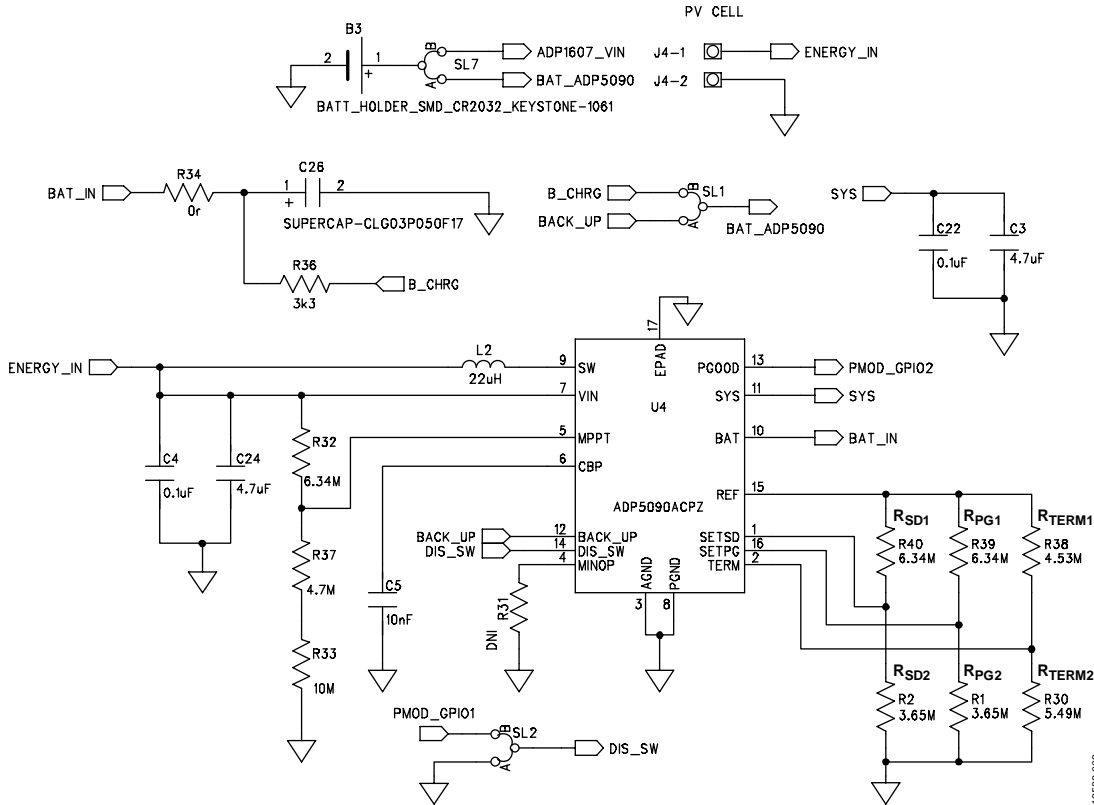 PV CELL
B3
2
1
+
B
A
SL7
ADP1607_VIN
BAT_ADP5090
BATT_HOLDER_SMD_CR2032_KEYSTONE-1061
J4-1
ENERGY_IN
J4-2
BAT_IN
R34
0r
C26
1
+
2
SUPERCAP-CLG03P050F17
R36
3k3
B_CHRG
B_CHRG
BACK_UP
B
A
SL1
BAT_ADP5090
SYS
C22
0.1uF
C3
4.7uF
ENERGY_IN
L2
22uH
C4
0.1uF
C24
4.7uF
R32
6.34M
R37
4.7M
R33
10M
C5
10nF
BACK_UP
DIS_SW
R31
DNI
17
EPAD
9
SW
7
VIN
5
MPPT
6
CBP
12
BACK_UP
14
DIS_SW
4
MINOP
U4
ADP5090ACPZ
AGND
3
PGND
8
PGOOD
13
PMOD_GPIO2
SYS
11
SYS
BAT
10
BAT_IN
REF
15
SETSD
1
SETPG
16
TERM
2
RSD1
R40
6.34M
RPG1
R39
6.34M
RTERM1
R38
4.53M
RSD2
R2
3.65M
RPG2
R1
3.65M
RTERM2
R30
5.49M
PMOD_GPIO1
B
A
SL2
DIS_SW